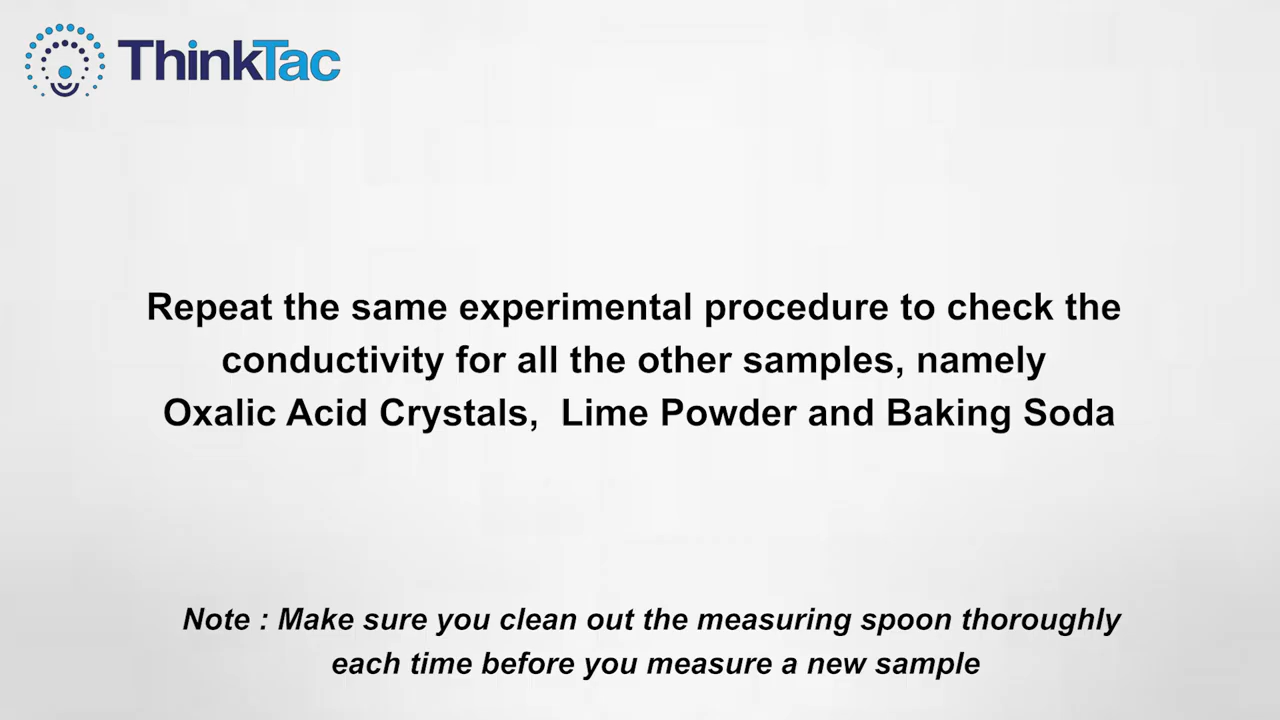 ThinkTac
Repeat the same experimental procedure to check the
conductivity for all the other samples, namely
Oxalic Acid Crystals,  Lime Powder and Baking Soda
Note : Make sure you clean out the measuring spoon thoroughly
each time before you measure a new sample